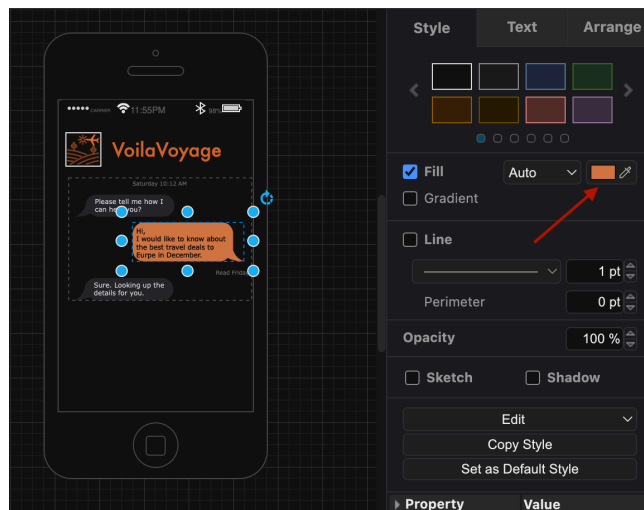 Style Text Arrange
CARRIER 11:55PM 98%
VoilaVoyage
Saturday 10:12 AM
Please tell me how I
can help you?
Hi,
I would like to know about
the best travel deals to
Eurpe in December.
Read Friday
Sure. Looking up the
details for you.
Fill Auto
Gradient
Line
1 pt
Perimeter 0 pt
Opacity 100 %
Sketch Shadow
Edit
Copy Style
Set as Default Style
Property Value